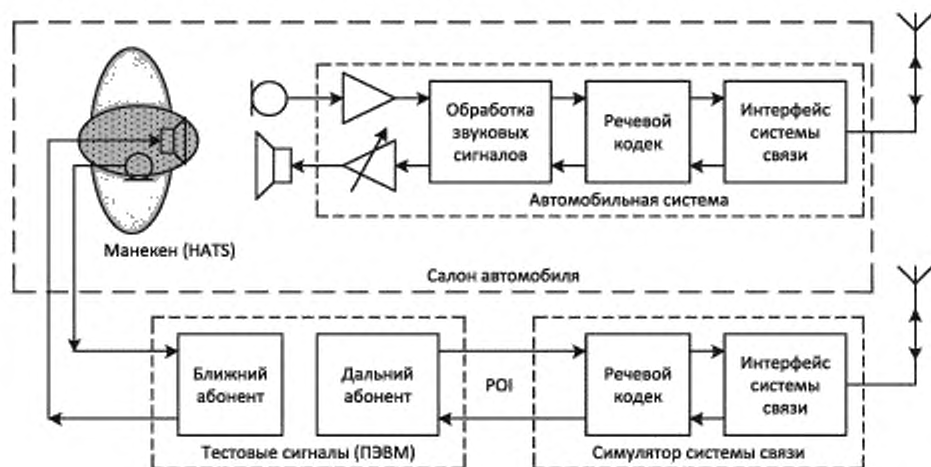 Обработка
звуковых
сигналов
Речевой
кодек
Интерфейс
системы
связи
Автомобильная система
Манекен (HATS)
Салон автомобиля
Ближний
абонент
Дальний
абонент
POI
Речевой
кодек
Интерфейс
системы
связи
Тестовые сигналы (ПЭВМ)
Симулятор системы связи